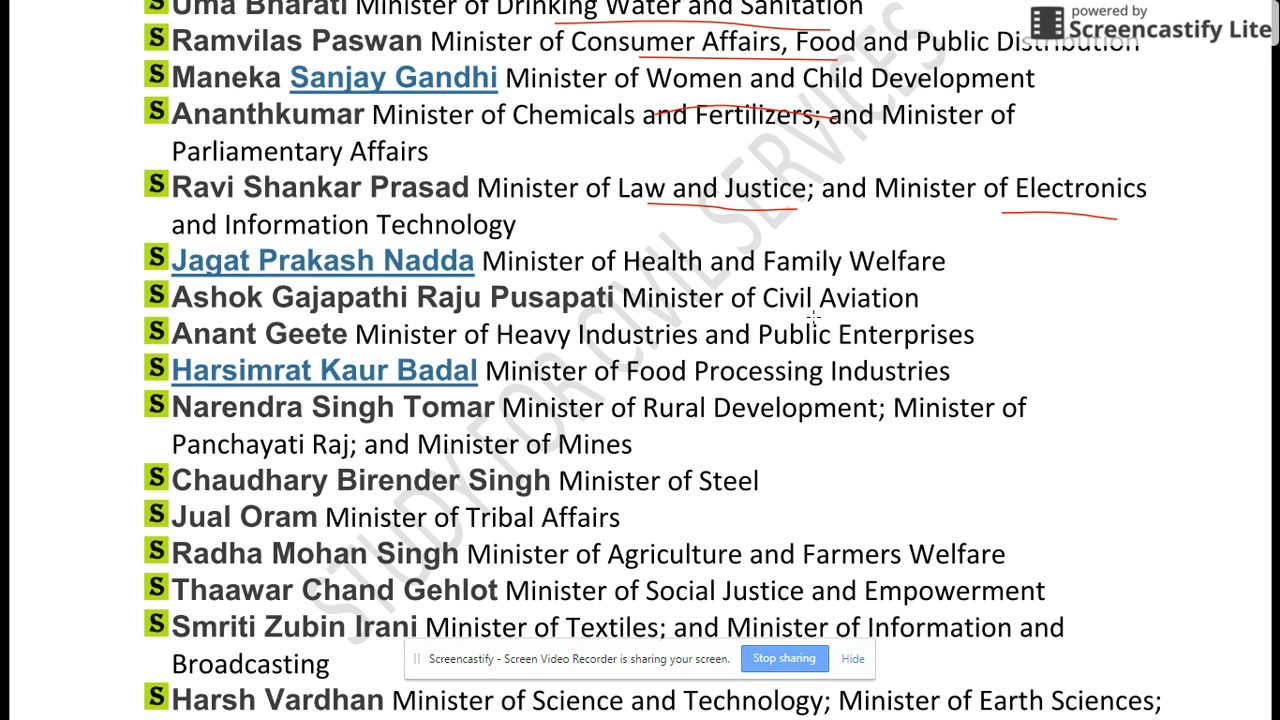 Uma Bharati Minister of Drinking Water and Sanitation
powered by
Screencastify Lite
S Ramvilas Paswan Minister of Consumer Affairs, Food and Public Distribution
S Maneka Sanjay Gandhi Minister of Women and Child Development
S Ananthkumar Minister of Chemicals and Fertilizers; and Minister of
Parliamentary Affairs
S Ravi Shankar Prasad Minister of Law and Justice; and Minister of Electronics
and Information Technology
S Jagat Prakash Nadda Minister of Health and Family Welfare
S Ashok Gajapathi Raju Pusapati Minister of Civil Aviation
S Anant Geete Minister of Heavy Industries and Public Enterprises
S Harsimrat Kaur Badal Minister of Food Processing Industries
S Narendra Singh Tomar Minister of Rural Development; Minister of
Panchayati Raj; and Minister of Mines
S Chaudhary Birender Singh Minister of Steel
S Jual Oram Minister of Tribal Affairs
S Radha Mohan Singh Minister of Agriculture and Farmers Welfare
S Thaawar Chand Gehlot Minister of Social Justice and Empowerment
S Smriti Zubin Irani Minister of Textiles; and Minister of Information and
Broadcasting
Screencastify - Screen Video Recorder is sharing your screen. Stop sharing Hide
S Harsh Vardhan Minister of Science and Technology; Minister of Earth Sciences;
STUDY FOR CIVIL SERVICES